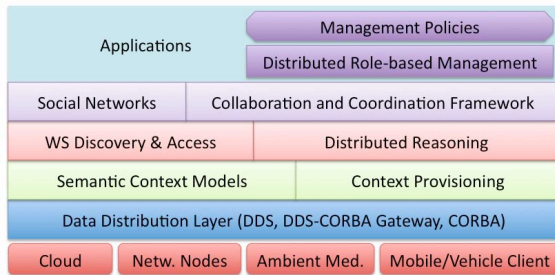 Management Policies
Applications
Distributed Role-based Management
Social Networks
Collaboration and Coordination Framework
WS Discovery & Access
Distributed Reasoning
Semantic Context Models
Context Provisioning
Data Distribution Layer (DDS, DDS-CORBA Gateway, CORBA)
Cloud
Netw. Nodes
Ambient Med.
Mobile/Vehicle Client